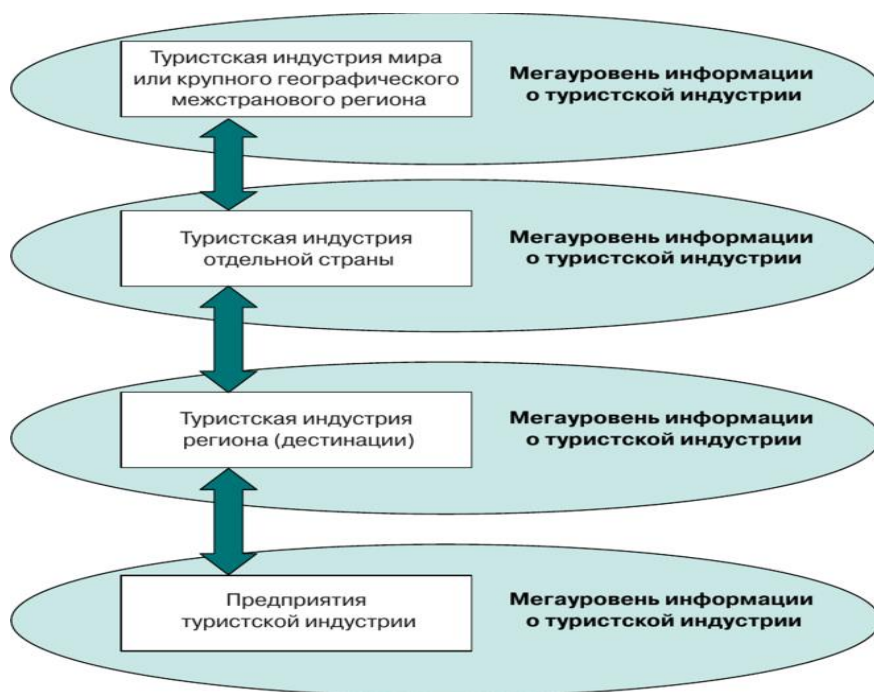 Туристская индустрия мира
или крупного географического
межстранового региона
Мегауровень информации
о туристской индустрии
Туристская индустрия
отдельной страны
Мегауровень информации
о туристской индустрии
Туристская индустрия
региона (дестинации)
Мегауровень информации
о туристской индустрии
Предприятия
туристской индустрии
Мегауровень информации
о туристской индустрии